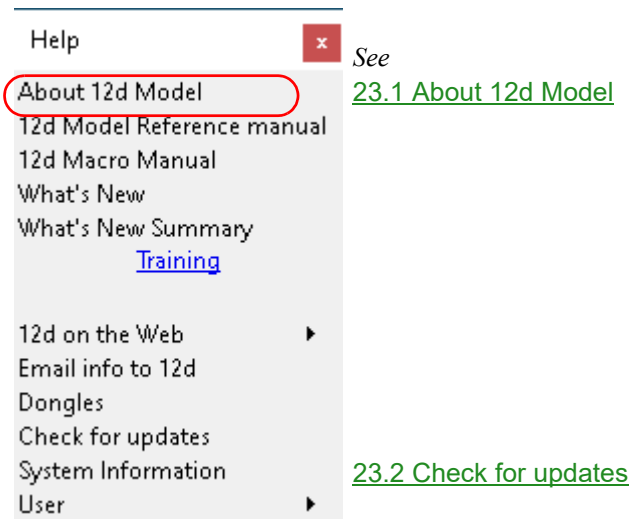 Help x
See
About 12d Model 23.1 About 12d Model
12d Model Reference manual
12d Macro Manual
What's New
What's New Summary
Training
12d on the Web
Email info to 12d
Dongles
Check for updates
System Information 23.2 Check for updates
User